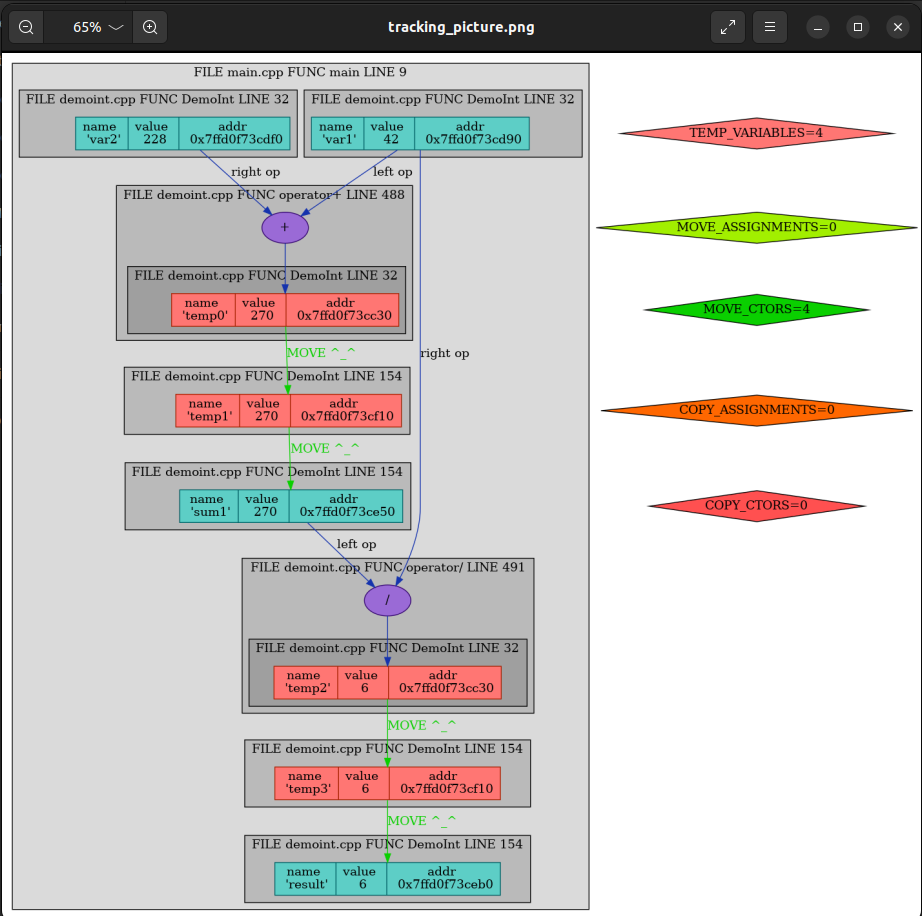 65%
tracking_picture.png
FILE main.cpp FUNC main LINE 9
FILE demoint.cpp FUNC DemoInt LINE 32
name value addr
'var2' 228 0x7ffd0f73cdf0
FILE demoint.cpp FUNC DemoInt LINE 32
name value addr
'var1' 42 0x7ffd0f73cd90
right op
left op
FILE demoint.cpp FUNC operator+ LINE 488
+
FILE demoint.cpp FUNC DemoInt LINE 32
name value addr
'temp0' 270 0x7ffd0f73cc30
MOVE ^_^
right op
FILE demoint.cpp FUNC DemoInt LINE 154
name value addr
'temp1' 270 0x7ffd0f73cf10
MOVE ^_^
FILE demoint.cpp FUNC DemoInt LINE 154
name value addr
'sum1' 270 0x7ffd0f73ce50
left op
FILE demoint.cpp FUNC operator/ LINE 491
/
FILE demoint.cpp FUNC DemoInt LINE 32
name value addr
'temp2' 6 0x7ffd0f73cc30
MOVE ^_^
FILE demoint.cpp FUNC DemoInt LINE 154
name value addr
'temp3' 6 0x7ffd0f73cf10
MOVE ^_^
FILE demoint.cpp FUNC DemoInt LINE 154
name value addr
'result' 6 0x7ffd0f73ceb0
TEMP_VARIABLES=4
MOVE_ASSIGNMENTS=0
MOVE_CTORS=4
COPY_ASSIGNMENTS=0
COPY_CTORS=0